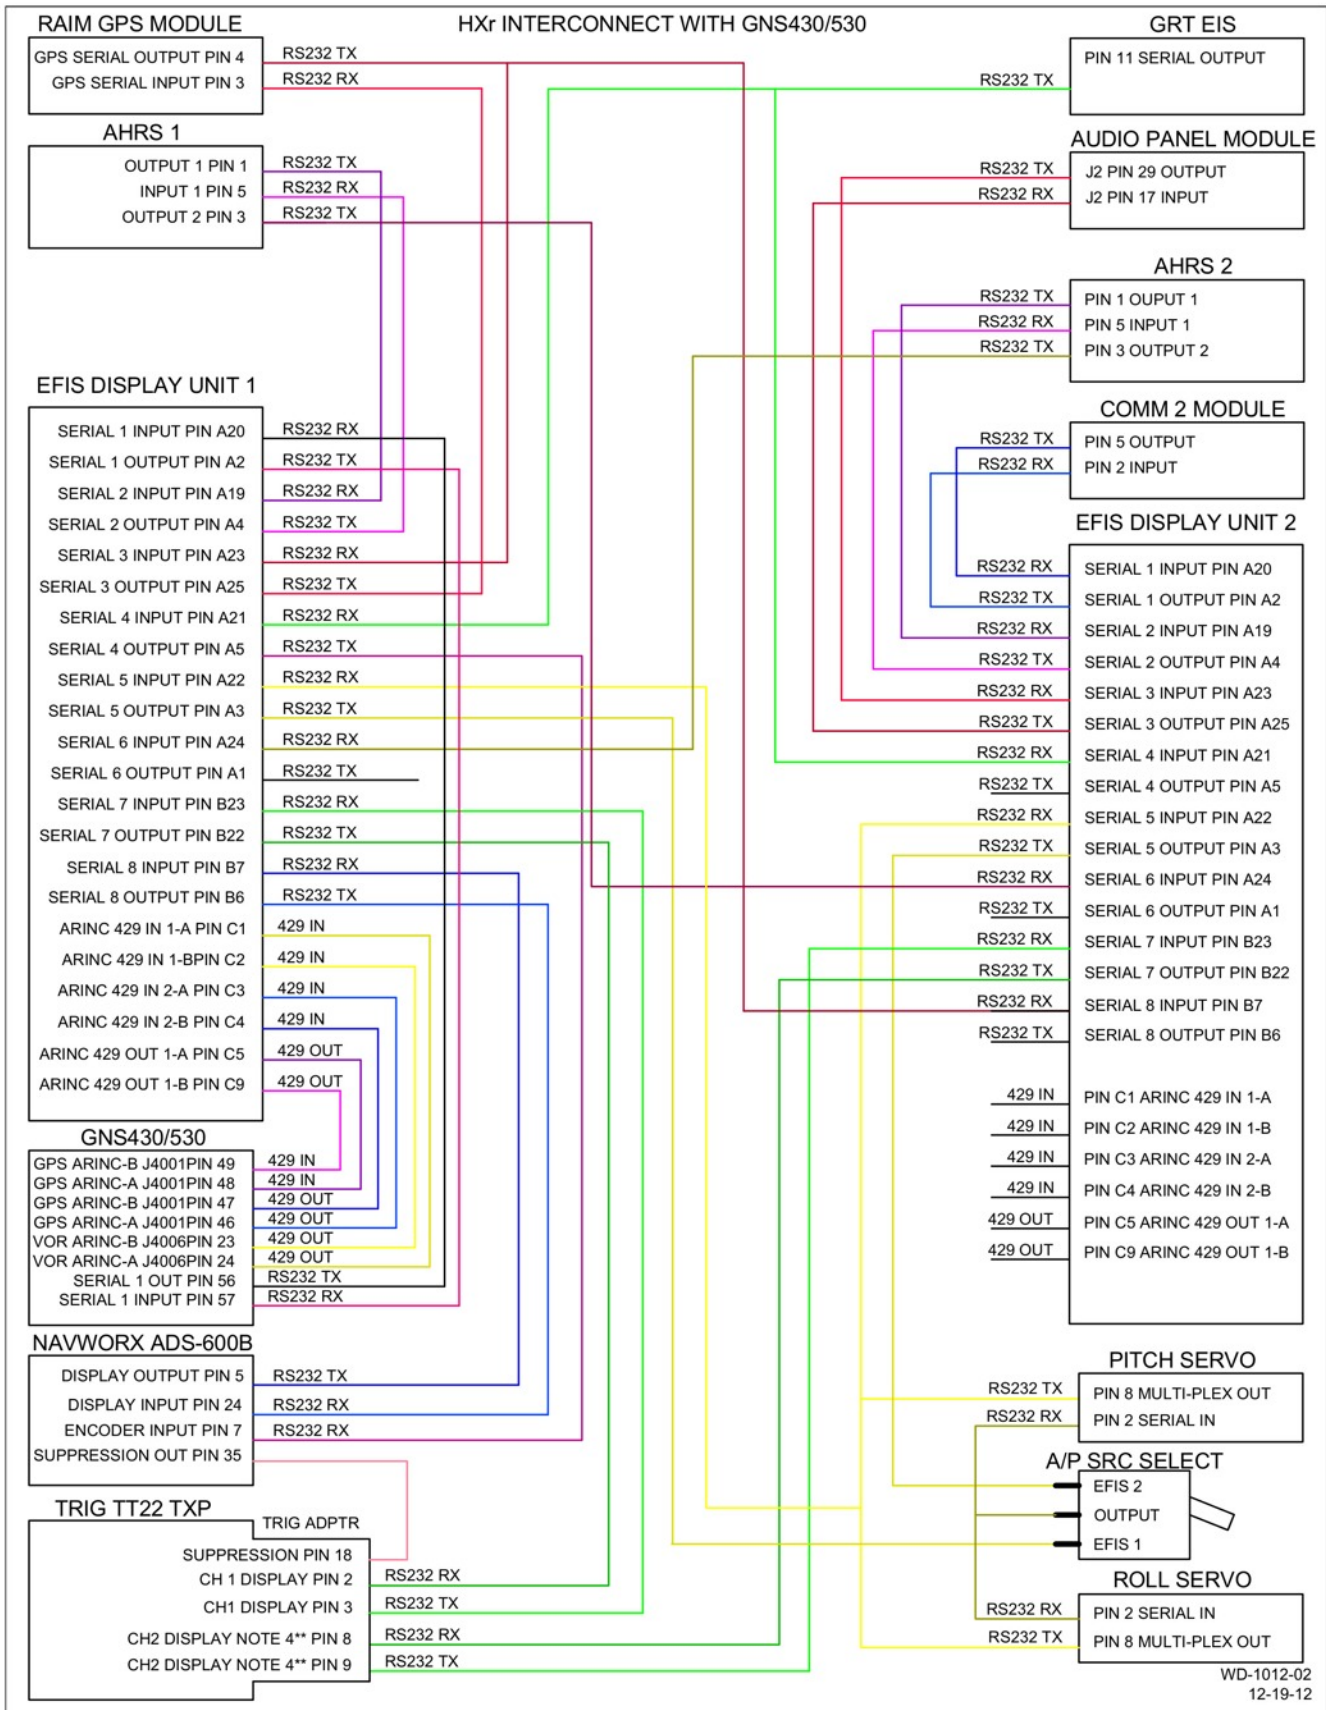 HXr INTERCONNECT WITH GNS430/530
RAIM GPS MODULE
GPS SERIAL OUTPUT PIN 4 RS232 TX
GPS SERIAL INPUT PIN 3 RS232 RX
AHRS 1
OUTPUT 1 PIN 1 RS232 TX
INPUT 1 PIN 5 RS232 RX
OUTPUT 2 PIN 3 RS232 TX
EFIS DISPLAY UNIT 1
SERIAL 1 INPUT PIN A20 RS232 RX
SERIAL 1 OUTPUT PIN A2 RS232 TX
SERIAL 2 INPUT PIN A19 RS232 RX
SERIAL 2 OUTPUT PIN A4 RS232 TX
SERIAL 3 INPUT PIN A23 RS232 RX
SERIAL 3 OUTPUT PIN A25 RS232 TX
SERIAL 4 INPUT PIN A21 RS232 RX
SERIAL 4 OUTPUT PIN A5 RS232 TX
SERIAL 5 INPUT PIN A22 RS232 RX
SERIAL 5 OUTPUT PIN A3 RS232 TX
SERIAL 6 INPUT PIN A24 RS232 RX
SERIAL 6 OUTPUT PIN A1 RS232 TX
SERIAL 7 INPUT PIN B23 RS232 RX
SERIAL 7 OUTPUT PIN B22 RS232 TX
SERIAL 8 INPUT PIN B7 RS232 RX
SERIAL 8 OUTPUT PIN B6 RS232 TX
ARINC 429 IN 1-A PIN C1 429 IN
ARINC 429 IN 1-BPIN C2 429 IN
ARINC 429 IN 2-A PIN C3 429 IN
ARINC 429 IN 2-B PIN C4 429 IN
ARINC 429 OUT 1-A PIN C5 429 OUT
ARINC 429 OUT 1-B PIN C9 429 OUT
GNS430/530
GPS ARINC-B J4001PIN 49 429 IN
GPS ARINC-A J4001PIN 48 429 IN
GPS ARINC-B J4001PIN 47 429 OUT
GPS ARINC-A J4001PIN 46 429 OUT
VOR ARINC-B J4006PIN 23 429 OUT
VOR ARINC-A J4006PIN 24 429 OUT
SERIAL 1 OUT PIN 56 RS232 TX
SERIAL 1 INPUT PIN 57 RS232 RX
NAVWORX ADS-600B
DISPLAY OUTPUT PIN 5 RS232 TX
DISPLAY INPUT PIN 24 RS232 RX
ENCODER INPUT PIN 7 RS232 RX
SUPPRESSION OUT PIN 35
TRIG TT22 TXP
TRIG ADPTR
SUPPRESSION PIN 18
CH 1 DISPLAY PIN 2 RS232 RX
CH1 DISPLAY PIN 3 RS232 TX
CH2 DISPLAY NOTE 4** PIN 8 RS232 RX
CH2 DISPLAY NOTE 4** PIN 9 RS232 TX
GRT EIS
RS232 TX PIN 11 SERIAL OUTPUT
AUDIO PANEL MODULE
RS232 TX J2 PIN 29 OUTPUT
RS232 RX J2 PIN 17 INPUT
AHRS 2
RS232 TX PIN 1 OUPUT 1
RS232 RX PIN 5 INPUT 1
RS232 TX PIN 3 OUTPUT 2
COMM 2 MODULE
RS232 TX PIN 5 OUTPUT
RS232 RX PIN 2 INPUT
EFIS DISPLAY UNIT 2
RS232 RX SERIAL 1 INPUT PIN A20
RS232 TX SERIAL 1 OUTPUT PIN A2
RS232 RX SERIAL 2 INPUT PIN A19
RS232 TX SERIAL 2 OUTPUT PIN A4
RS232 RX SERIAL 3 INPUT PIN A23
RS232 TX SERIAL 3 OUTPUT PIN A25
RS232 RX SERIAL 4 INPUT PIN A21
RS232 TX SERIAL 4 OUTPUT PIN A5
RS232 RX SERIAL 5 INPUT PIN A22
RS232 TX SERIAL 5 OUTPUT PIN A3
RS232 RX SERIAL 6 INPUT PIN A24
RS232 TX SERIAL 6 OUTPUT PIN A1
RS232 RX SERIAL 7 INPUT PIN B23
RS232 TX SERIAL 7 OUTPUT PIN B22
RS232 RX SERIAL 8 INPUT PIN B7
RS232 TX SERIAL 8 OUTPUT PIN B6
429 IN PIN C1 ARINC 429 IN 1-A
429 IN PIN C2 ARINC 429 IN 1-B
429 IN PIN C3 ARINC 429 IN 2-A
429 IN PIN C4 ARINC 429 IN 2-B
429 OUT PIN C5 ARINC 429 OUT 1-A
429 OUT PIN C9 ARINC 429 OUT 1-B
PITCH SERVO
RS232 TX PIN 8 MULTI-PLEX OUT
RS232 RX PIN 2 SERIAL IN
A/P SRC SELECT
EFIS 2
OUTPUT
EFIS 1
ROLL SERVO
RS232 RX PIN 2 SERIAL IN
RS232 TX PIN 8 MULTI-PLEX OUT
WD-1012-02
12-19-12